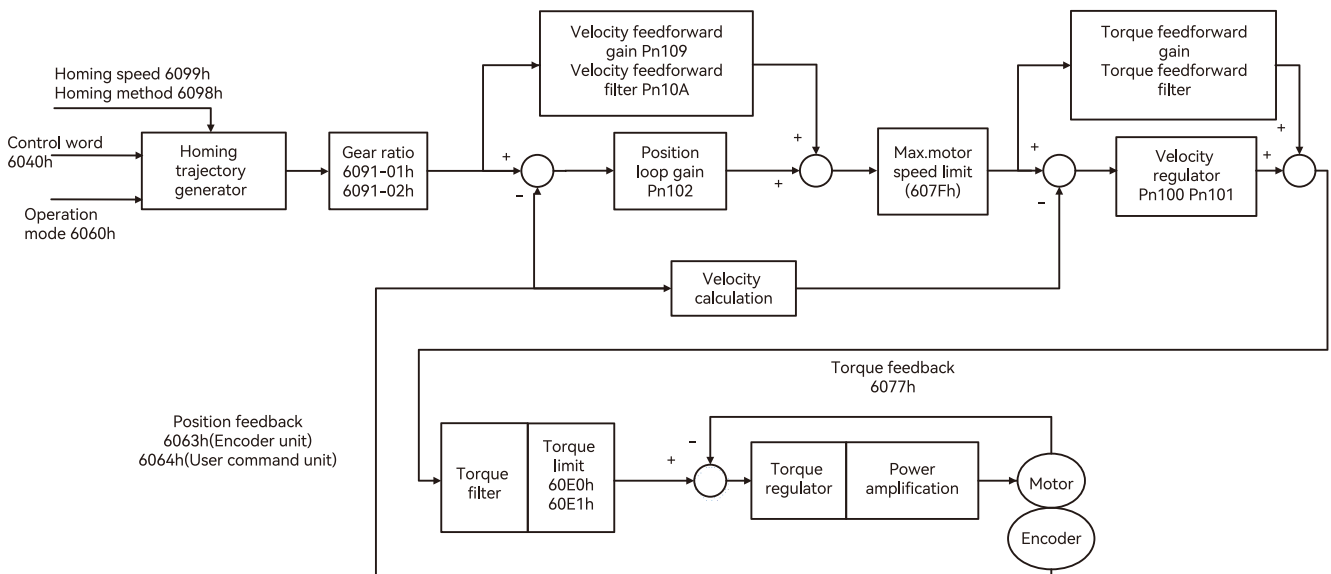 Velocity feedforward
gain Pn109
Velocity feedforward
filter Pn10A
Torque feedforward
gain
Torque feedforward
filter
Homing speed 6099h
Homing method 6098h
Control word
6040h
Operation
mode 6060h
Homing
trajectory
generator
Gear ratio
6091-01h
6091-02h
+
-
Position
loop gain
Pn102
+
+
Max.motor
speed limit
(607Fh)
+
-
Velocity
regulator
Pn100 Pn101
+
+
Velocity
calculation
Torque feedback
6077h
Position feedback
6063h(Encoder unit)
6064h(User command unit)
Torque
filter
Torque
limit
60E0h
60E1h
+
-
Torque
regulator
Power
amplification
Motor
Encoder